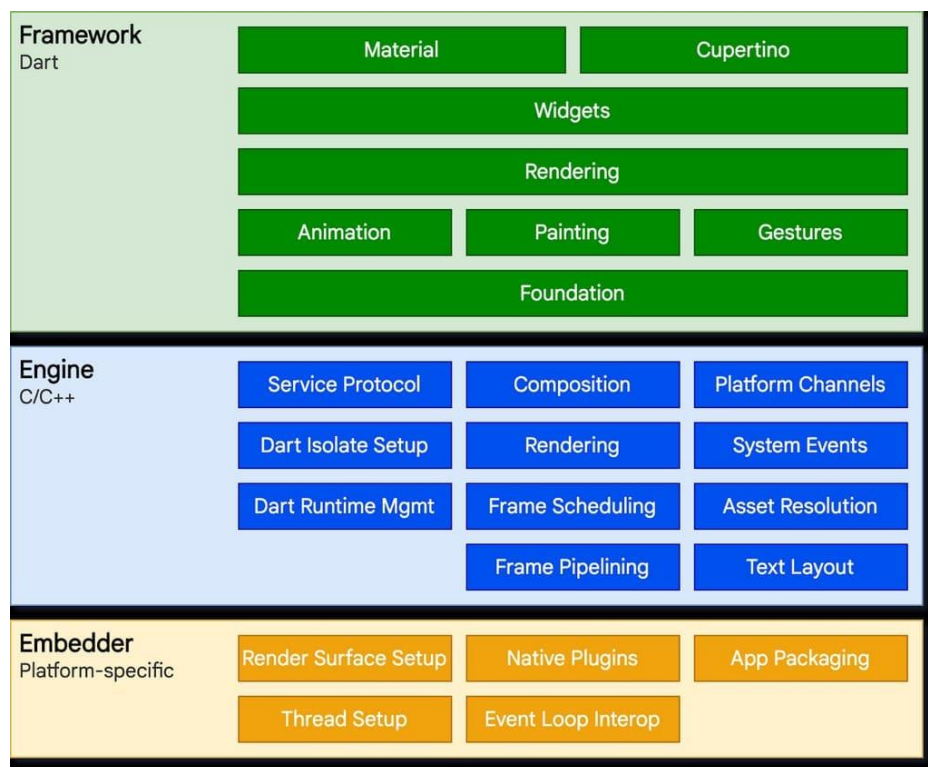 Framework
Dart
Material
Cupertino
Widgets
Rendering
Animation
Painting
Gestures
Foundation
Engine
C/C++
Service Protocol
Composition
Platform Channels
Dart Isolate Setup
Rendering
System Events
Dart Runtime Mgmt
Frame Scheduling
Asset Resolution
Frame Pipelining
Text Layout
Embedder
Platform-specific
Render Surface Setup
Native Plugins
App Packaging
Thread Setup
Event Loop Interop